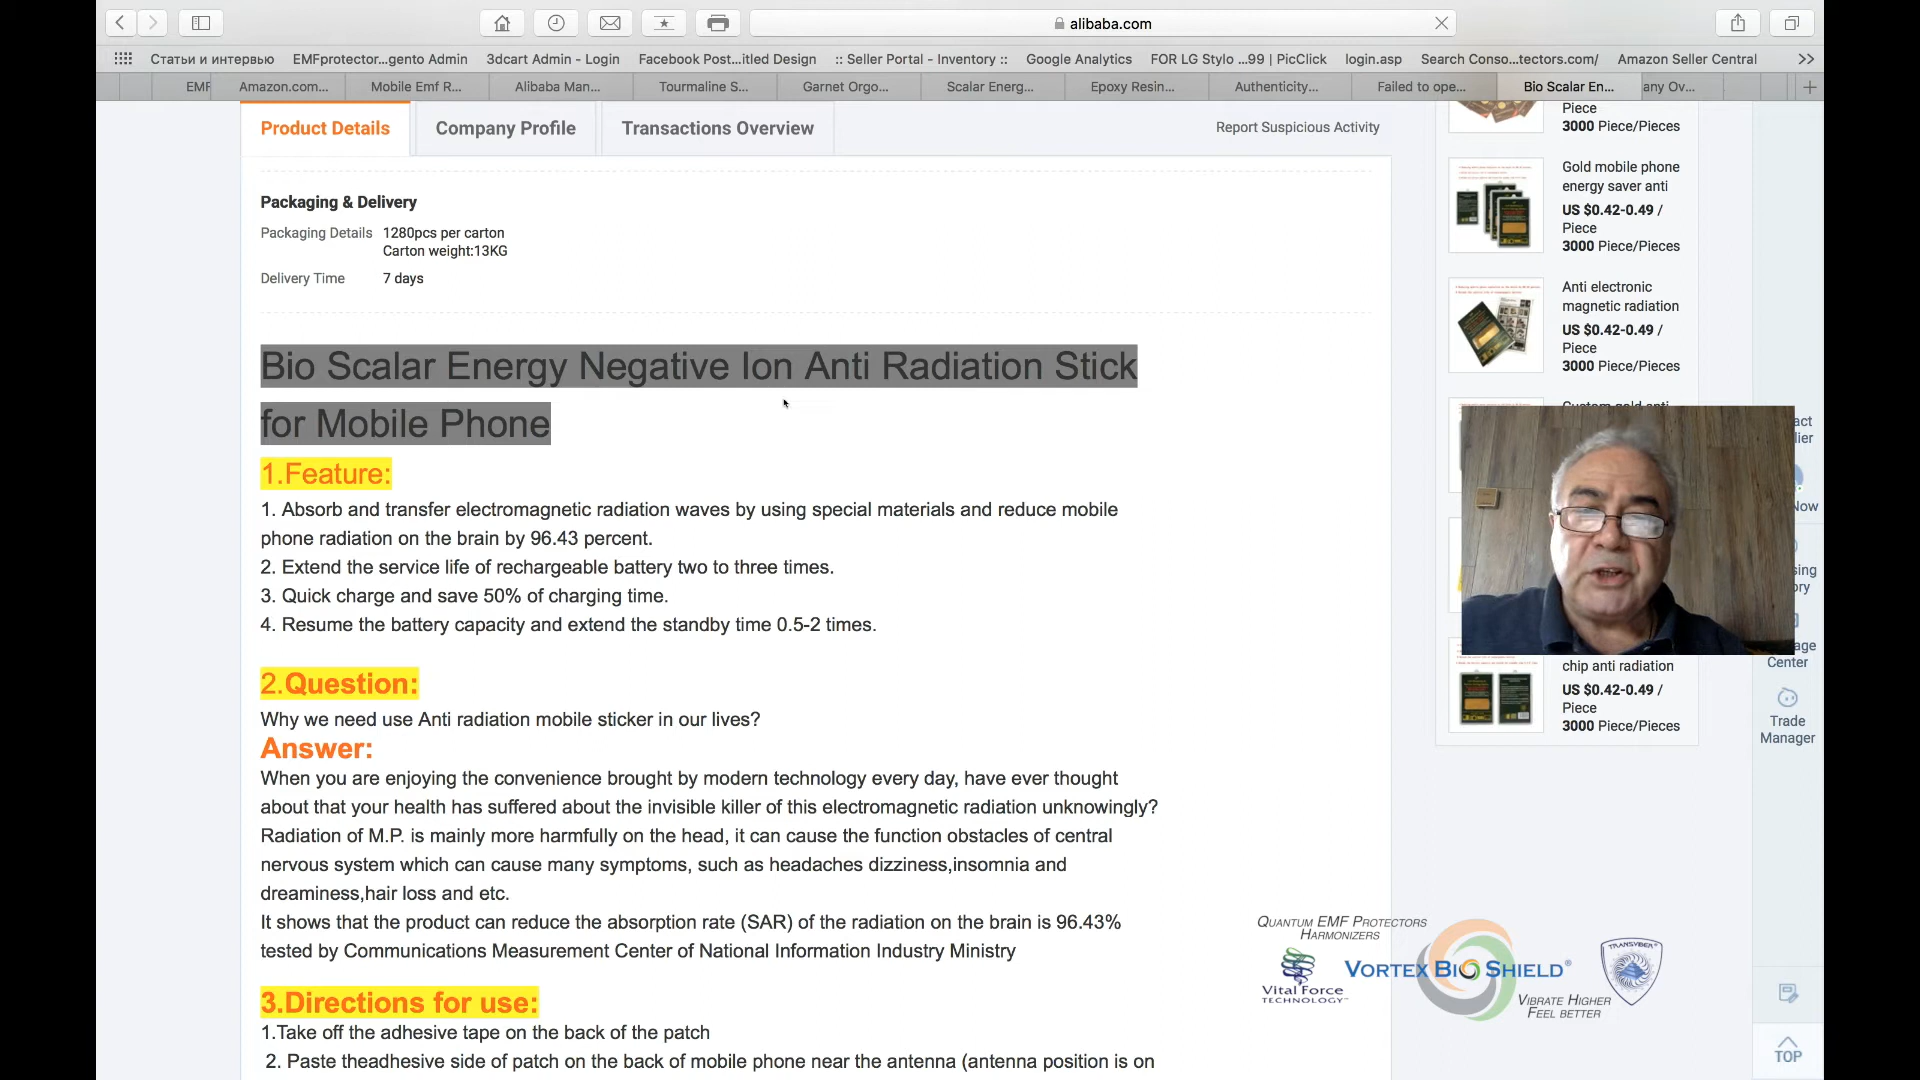 alibaba.com
Статьи и интервью EMFprotector...gento Admin 3dcart Admin - Login Facebook Post...itled Design :: Seller Portal - Inventory :: Google Analytics FOR LG Stylo ...99 | PicClick login.asp Search Conso...tectors.com/ Amazon Seller Central
EMF Amazon.com... Mobile Emf R... Alibaba Man... Tourmaline S... Garnet Orgo... Scalar Energ... Epoxy Resin... Authenticity... Failed to ope... Bio Scalar En... any Ov...
Product Details Company Profile Transactions Overview Report Suspicious Activity
Packaging & Delivery
Packaging Details 1280pcs per carton
Carton weight:13KG
Delivery Time 7 days
Bio Scalar Energy Negative Ion Anti Radiation Stick
for Mobile Phone
1.Feature:
1. Absorb and transfer electromagnetic radiation waves by using special materials and reduce mobile
phone radiation on the brain by 96.43 percent.
2. Extend the service life of rechargeable battery two to three times.
3. Quick charge and save 50% of charging time.
4. Resume the battery capacity and extend the standby time 0.5-2 times.
2.Question:
Why we need use Anti radiation mobile sticker in our lives?
Answer:
When you are enjoying the convenience brought by modern technology every day, have ever thought
about that your health has suffered about the invisible killer of this electromagnetic radiation unknowingly?
Radiation of M.P. is mainly more harmfully on the head, it can cause the function obstacles of central
nervous system which can cause many symptoms, such as headaches dizziness,insomnia and
dreaminess,hair loss and etc.
It shows that the product can reduce the absorption rate (SAR) of the radiation on the brain is 96.43%
tested by Communications Measurement Center of National Information Industry Ministry
3.Directions for use:
1.Take off the adhesive tape on the back of the patch
2. Paste theadhesive side of patch on the back of mobile phone near the antenna (antenna position is on
Piece
3000 Piece/Pieces
Gold mobile phone
energy saver anti
US $0.42-0.49 /
Piece
3000 Piece/Pieces
Anti electronic
magnetic radiation
US $0.42-0.49 /
Piece
3000 Piece/Pieces
chip anti radiation
US $0.42-0.49 /
Piece
3000 Piece/Pieces
act
lier
Now
sing
ory
age
Center
Trade
Manager
TOP
QUANTUM EMF PROTECTORS
HARMONIZERS
VITAL FORCE
TECHNOLOGY™
VORTEX BIO SHIELD®
TRANSYBER®
VIBRATE HIGHER
FEEL BETTER